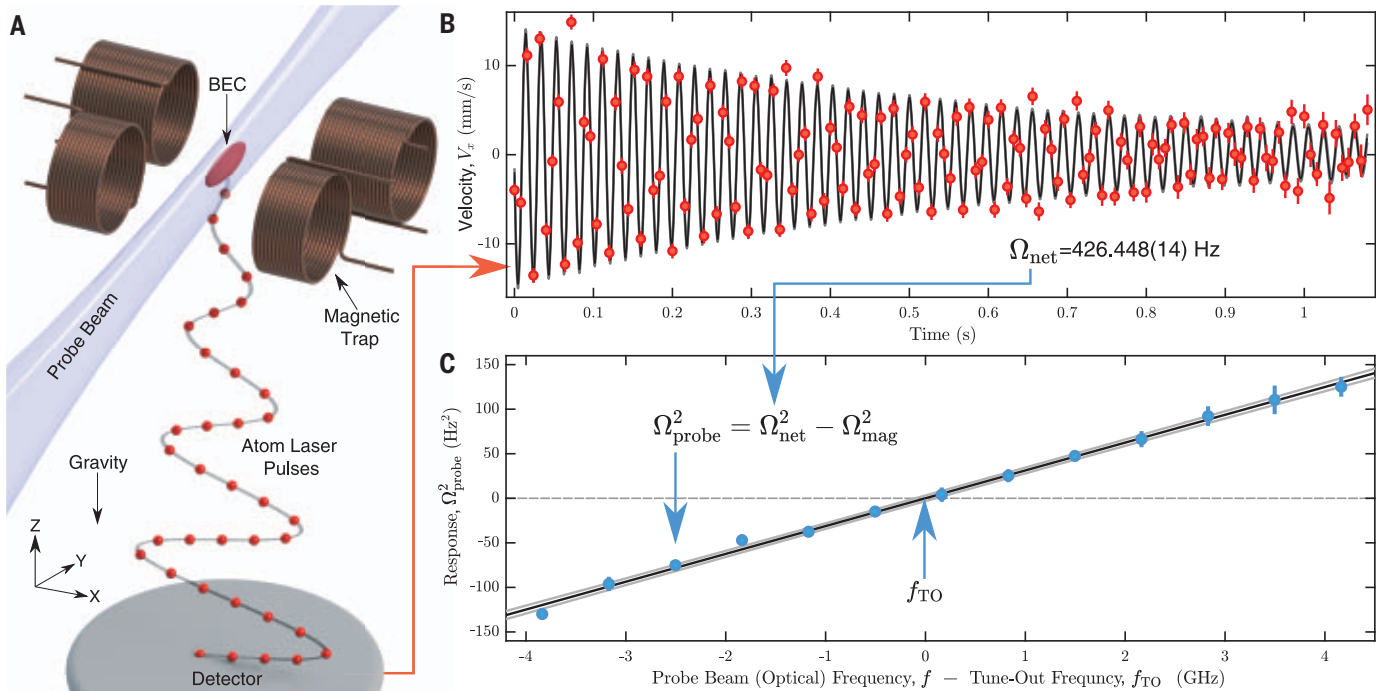 A
BEC
Probe Beam
Magnetic
Trap
Atom Laser
Pulses
Gravity
Z
Y
X
Detector
B
Velocity, Vₓ (mm/s)
10
0
-10
Ω_net=426.448(14) Hz
0 0.1 0.2 0.3 0.4 0.5 0.6 0.7 0.8 0.9 1
Time (s)
C
Response, Ω²_probe (Hz²)
150
100
50
0
-50
-100
-150
Ω²_probe = Ω²_net − Ω²_mag
f_TO
-4 -3 -2 -1 0 1 2 3 4
Probe Beam (Optical) Frequency, f − Tune-Out Frequncy, f_TO (GHz)